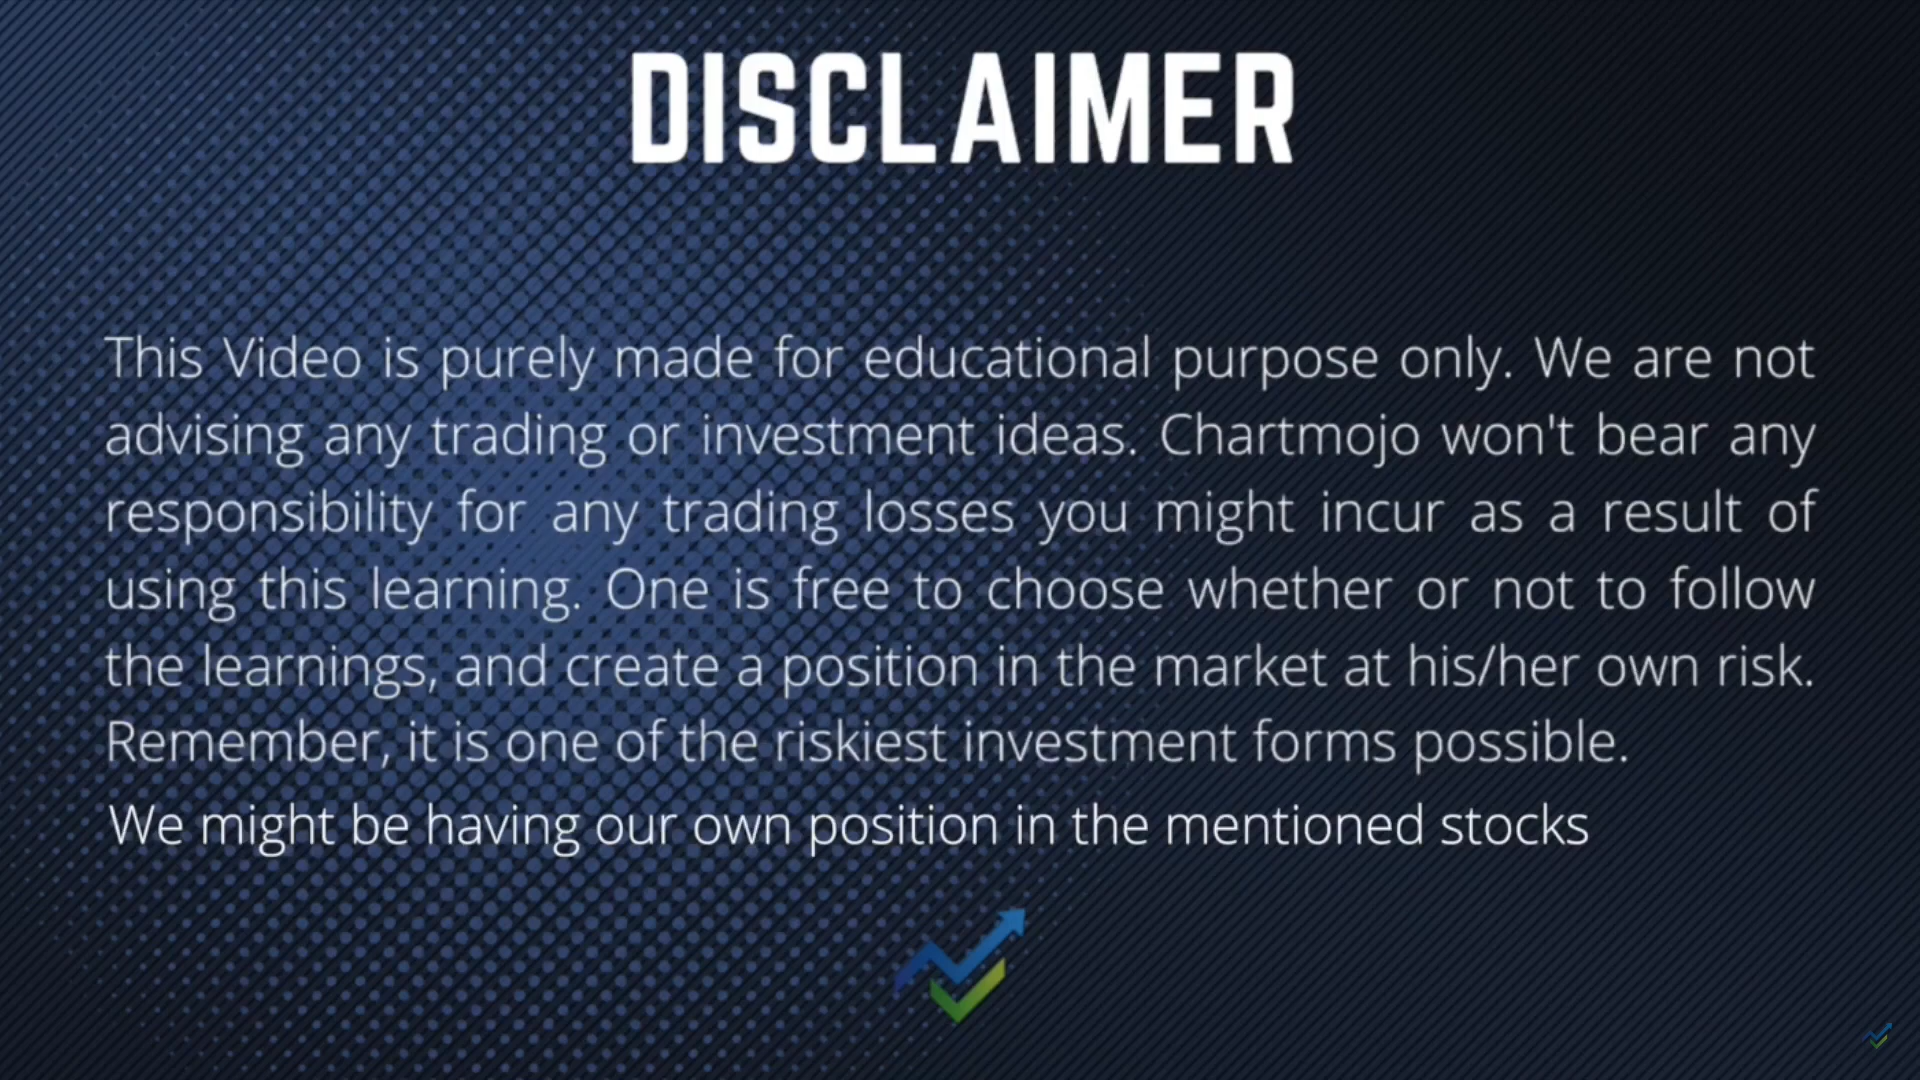 DISCLAIMER
This Video is purely made for educational purpose only. We are not
advising any trading or investment ideas. Chartmojo won't bear any
responsibility for any trading losses you might incur as a result of
using this learning. One is free to choose whether or not to follow
the learnings, and create a position in the market at his/her own risk.
Remember, it is one of the riskiest investment forms possible.
We might be having our own position in the mentioned stocks